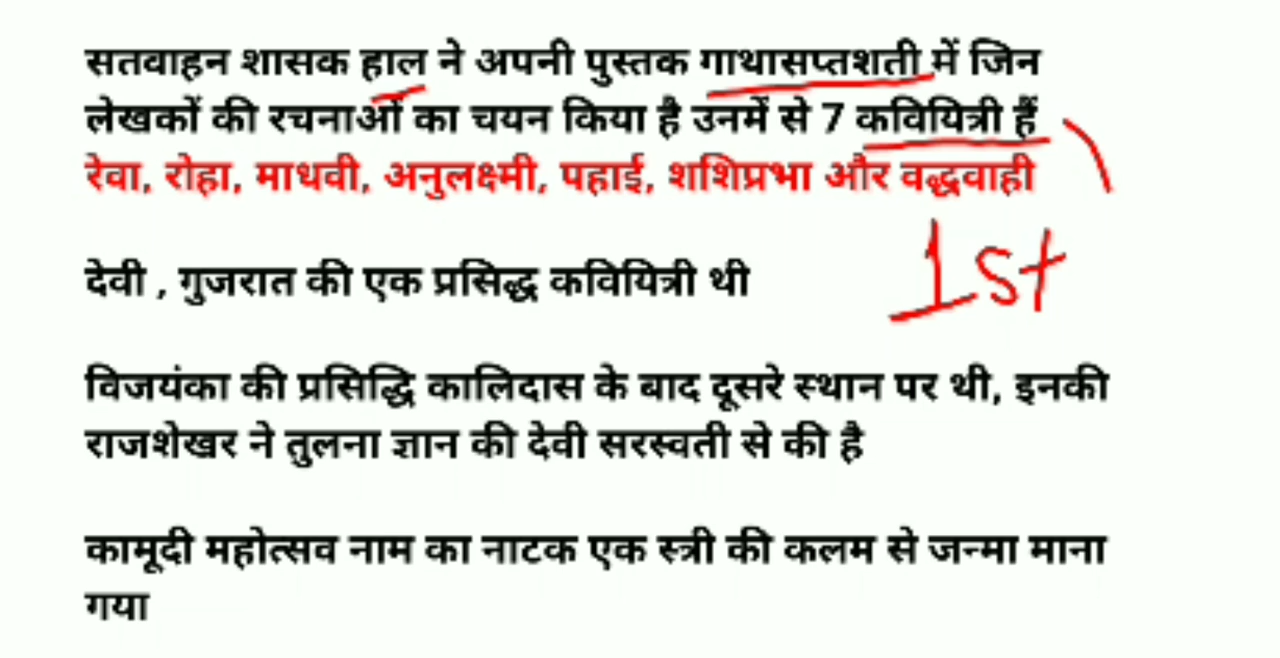 सतवाहन शासक हाल ने अपनी पुस्तक गाथासप्तशती में जिन
लेखकों की रचनाओं का चयन किया है उनमें से 7 कवियित्री हैं
रेवा, रोहा, माधवी, अनुलक्ष्मी, पहाई, शशिप्रभा और वद्धवाही
देवी , गुजरात की एक प्रसिद्ध कवियित्री थी
1st
विजयंका की प्रसिद्धि कालिदास के बाद दूसरे स्थान पर थी, इनकी
राजशेखर ने तुलना ज्ञान की देवी सरस्वती से की है
कामूदी महोत्सव नाम का नाटक एक स्त्री की कलम से जन्मा माना
गया